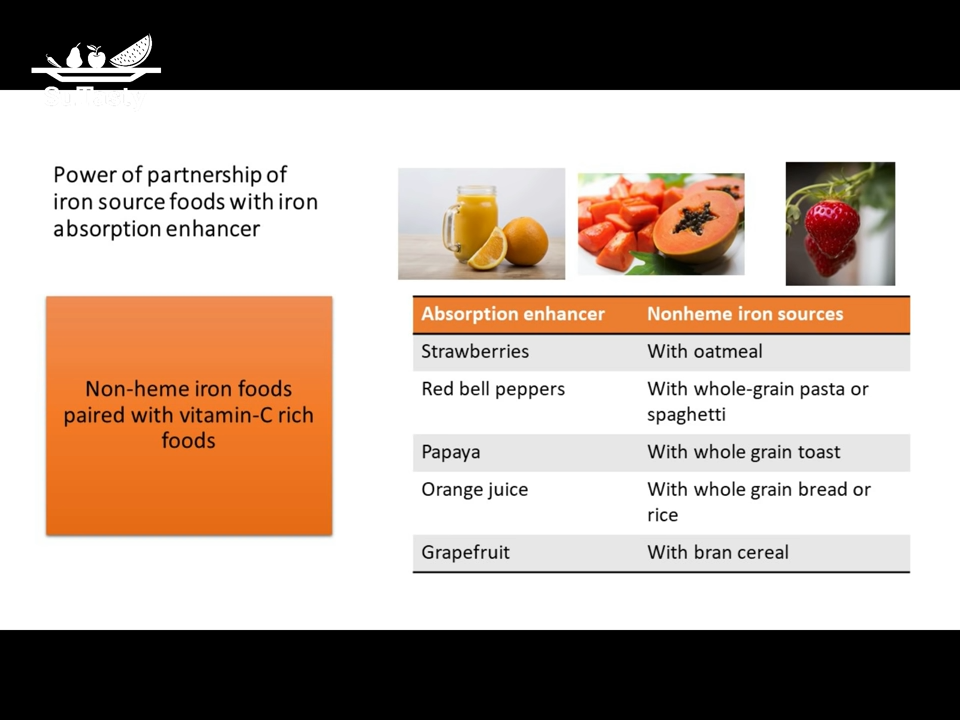 Power of partnership of
iron source foods with iron
absorption enhancer
Non-heme iron foods
paired with vitamin-C rich
foods
Absorption enhancer Nonheme iron sources
Strawberries With oatmeal
Red bell peppers With whole-grain pasta or
spaghetti
Papaya With whole grain toast
Orange juice With whole grain bread or
rice
Grapefruit With bran cereal